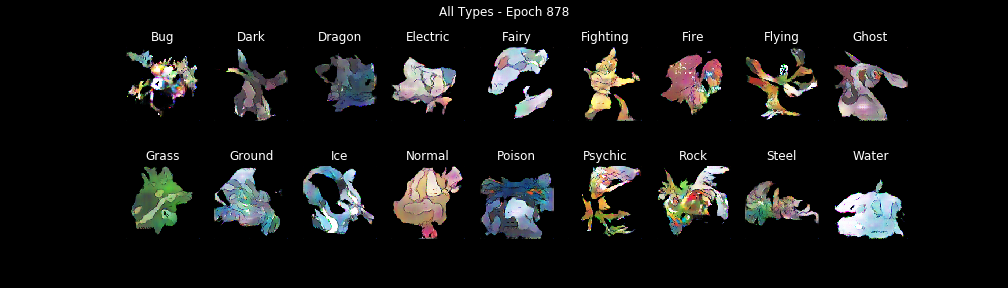 All Types - Epoch 878
Bug Dark Dragon Electric Fairy Fighting Fire Flying Ghost
Grass Ground Ice Normal Poison Psychic Rock Steel Water